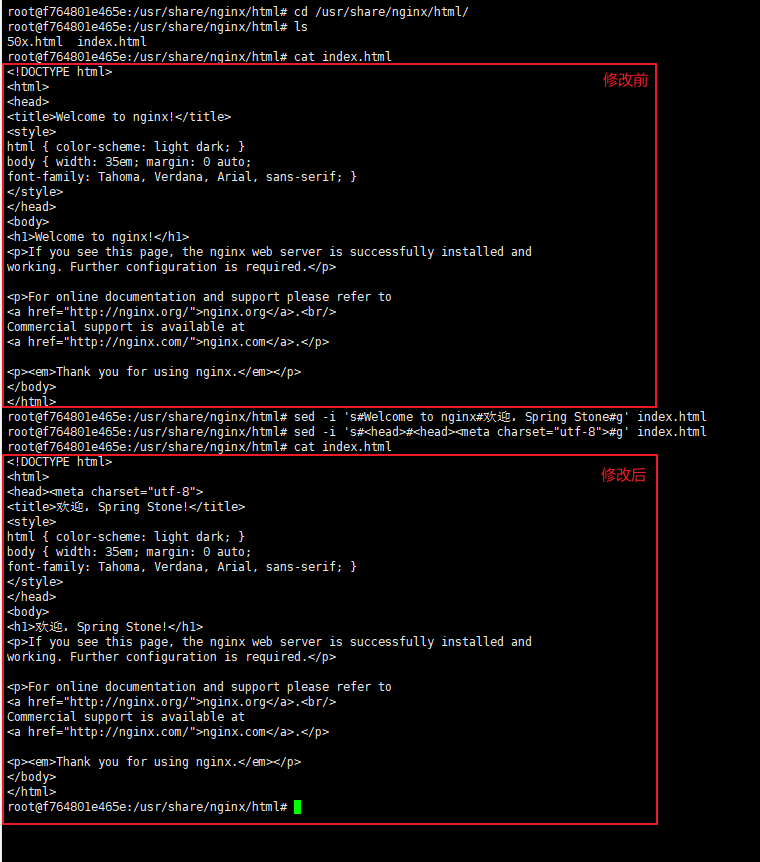 root@f764801e465e:/usr/share/nginx/html# cd /usr/share/nginx/html/
root@f764801e465e:/usr/share/nginx/html# ls
50x.html  index.html
root@f764801e465e:/usr/share/nginx/html# cat index.html
<!DOCTYPE html>
修改前
<html>
<head>
<title>Welcome to nginx!</title>
<style>
html { color-scheme: light dark; }
body { width: 35em; margin: 0 auto;
font-family: Tahoma, Verdana, Arial, sans-serif; }
</style>
</head>
<body>
<h1>Welcome to nginx!</h1>
<p>If you see this page, the nginx web server is successfully installed and
working. Further configuration is required.</p>

<p>For online documentation and support please refer to
<a href="http://nginx.org/">nginx.org</a>.<br/>
Commercial support is available at
<a href="http://nginx.com/">nginx.com</a>.</p>

<p><em>Thank you for using nginx.</em></p>
</body>
</html>
root@f764801e465e:/usr/share/nginx/html# sed -i 's#Welcome to nginx#欢迎，Spring Stone#g' index.html
root@f764801e465e:/usr/share/nginx/html# sed -i 's#<head>#<head><meta charset="utf-8">#g' index.html
root@f764801e465e:/usr/share/nginx/html# cat index.html
<!DOCTYPE html>
修改后
<html>
<head><meta charset="utf-8">
<title>欢迎，Spring Stone!</title>
<style>
html { color-scheme: light dark; }
body { width: 35em; margin: 0 auto;
font-family: Tahoma, Verdana, Arial, sans-serif; }
</style>
</head>
<body>
<h1>欢迎，Spring Stone!</h1>
<p>If you see this page, the nginx web server is successfully installed and
working. Further configuration is required.</p>

<p>For online documentation and support please refer to
<a href="http://nginx.org/">nginx.org</a>.<br/>
Commercial support is available at
<a href="http://nginx.com/">nginx.com</a>.</p>

<p><em>Thank you for using nginx.</em></p>
</body>
</html>
root@f764801e465e:/usr/share/nginx/html#